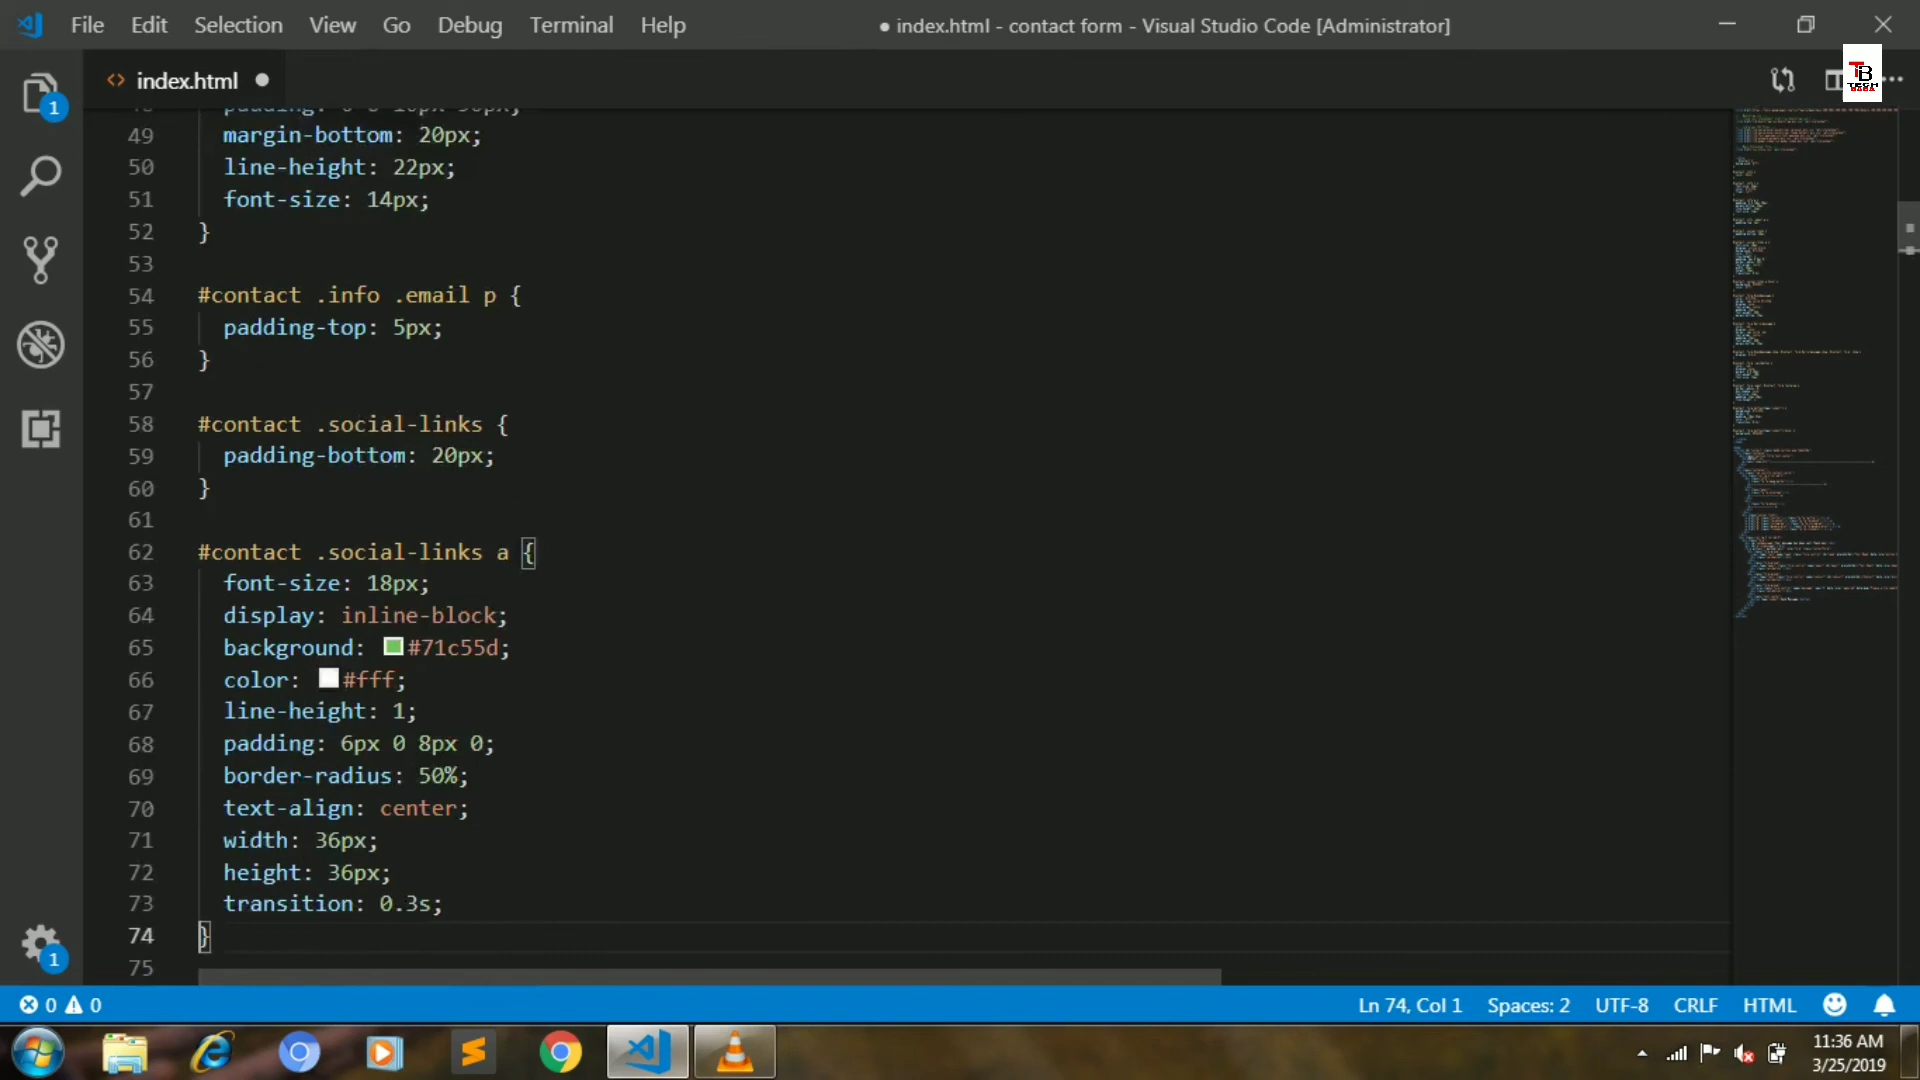 File Edit Selection View Go Debug Terminal Help
● index.html - contact form - Visual Studio Code [Administrator]
index.html
TB
TECH
1
49 margin-bottom: 20px;
50 line-height: 22px;
51 font-size: 14px;
52 }
53
54 #contact .info .email p {
55 padding-top: 5px;
56 }
57
58 #contact .social-links {
59 padding-bottom: 20px;
60 }
61
62 #contact .social-links a {
63 font-size: 18px;
64 display: inline-block;
65 background: #71c55d;
66 color: #fff;
67 line-height: 1;
68 padding: 6px 0 8px 0;
69 border-radius: 50%;
70 text-align: center;
71 width: 36px;
72 height: 36px;
73 transition: 0.3s;
74 }
75
1
0 0
Ln 74, Col 1 Spaces: 2 UTF-8 CRLF HTML
11:36 AM
3/25/2019